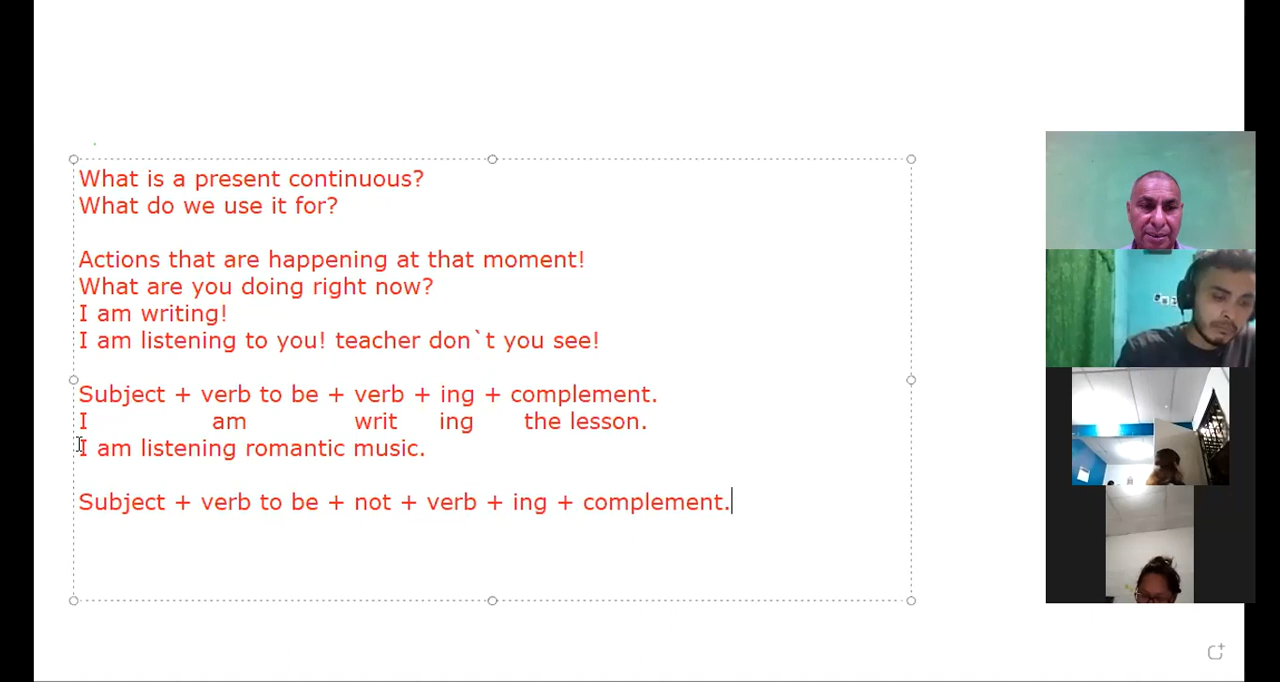 What is a present continuous?
What do we use it for?
Actions that are happening at that moment!
What are you doing right now?
I am writing!
I am listening to you! teacher don`t you see!
Subject + verb to be + verb + ing + complement.
I am writ ing the lesson.
I am listening romantic music.
Subject + verb to be + not + verb + ing + complement.